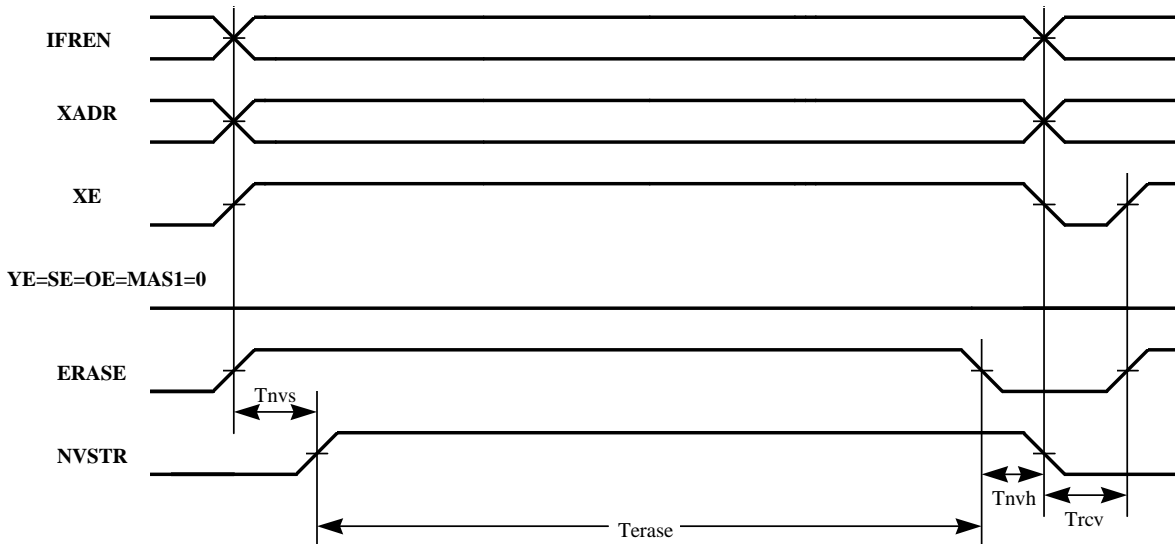 IFREN
XADR
XE
YE=SE=OE=MAS1=0
ERASE
Tnvs
NVSTR
Tnvh
Trcv
Terase